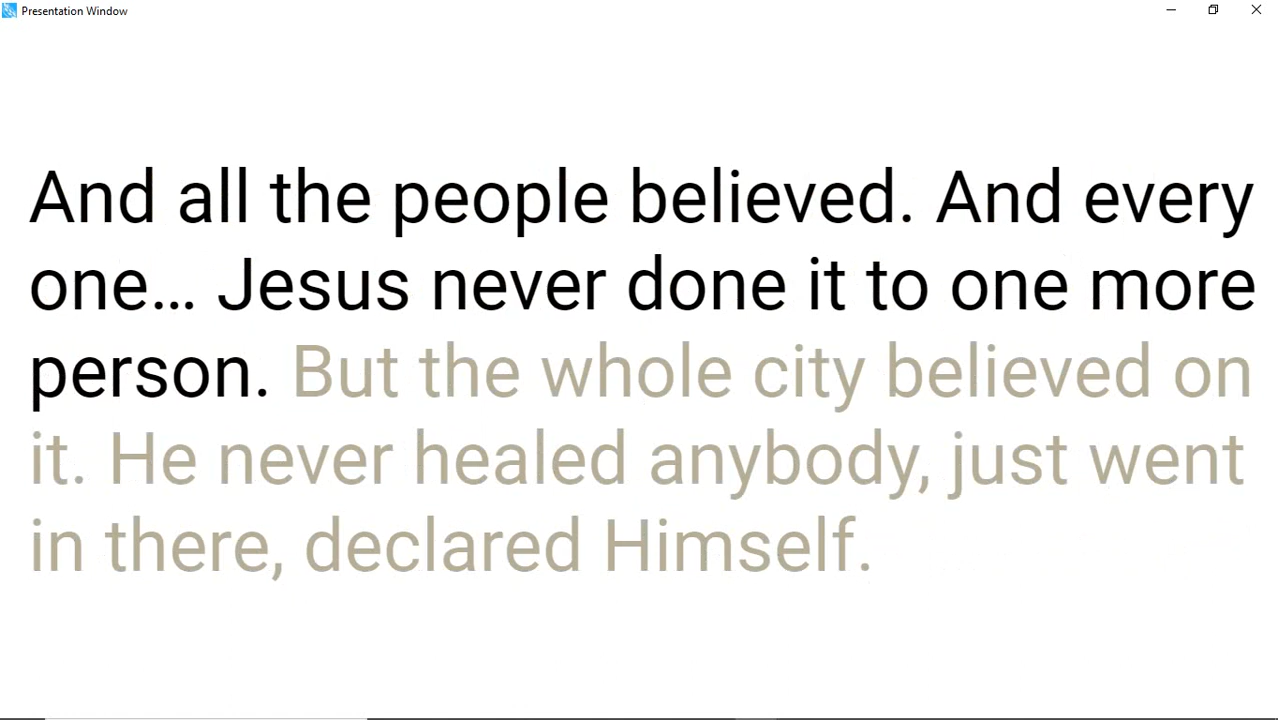 Presentation Window
And all the people believed. And every
one… Jesus never done it to one more
person. But the whole city believed on
it. He never healed anybody, just went
in there, declared Himself.